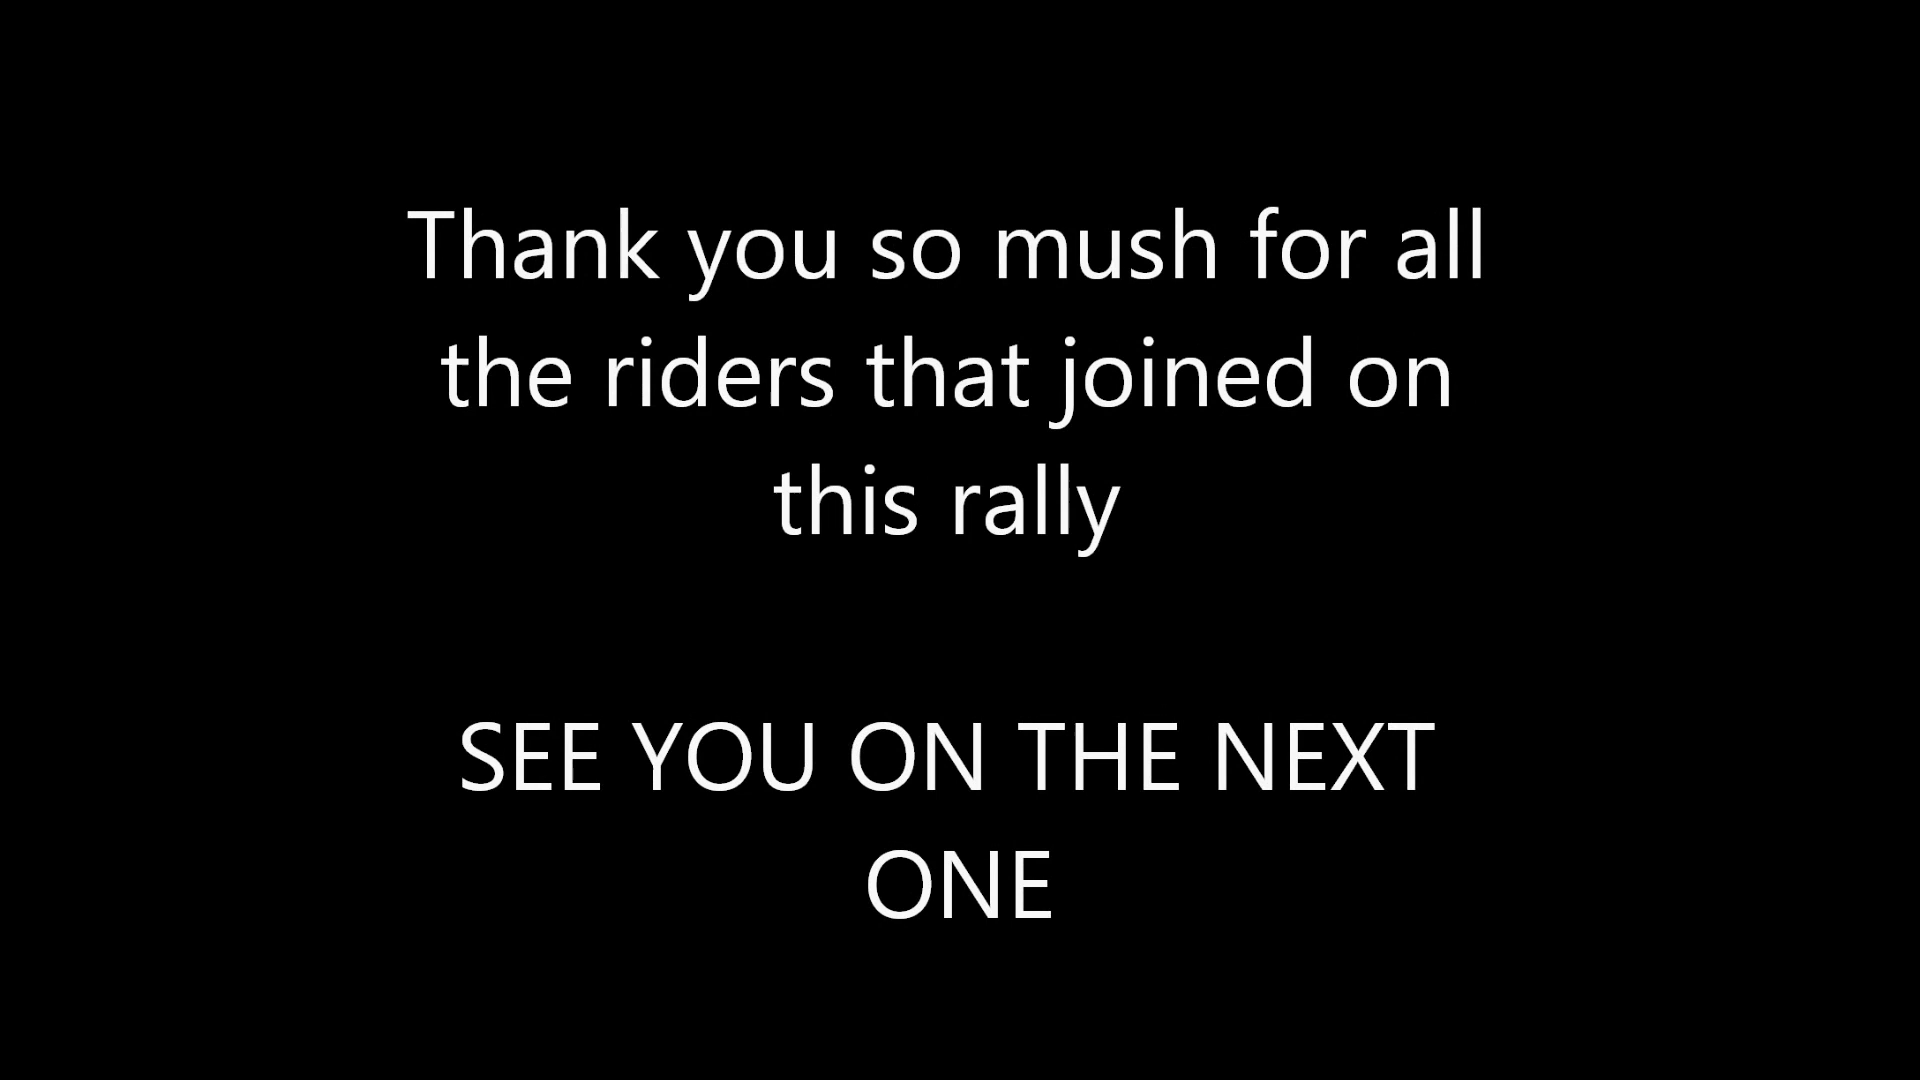 Thank you so mush for all
the riders that joined on
this rally
SEE YOU ON THE NEXT
ONE